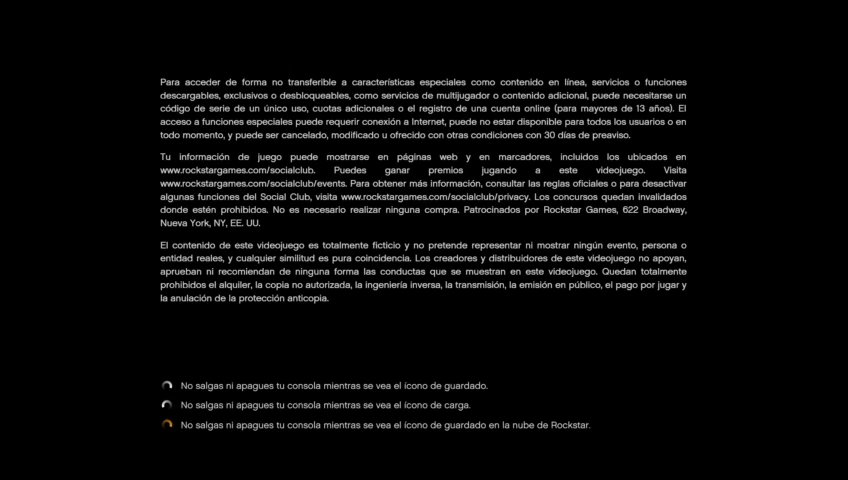 Para acceder de forma no transferible a características especiales como contenido en línea, servicios o funciones
descargables, exclusivos o desbloqueables, como servicios de multijugador o contenido adicional, puede necesitarse un
código de serie de un único uso, cuotas adicionales o el registro de una cuenta online (para mayores de 13 años). El
acceso a funciones especiales puede requerir conexión a Internet, puede no estar disponible para todos los usuarios o en
todo momento, y puede ser cancelado, modificado u ofrecido con otras condiciones con 30 días de preaviso.
Tu información de juego puede mostrarse en páginas web y en marcadores, incluidos los ubicados en
www.rockstargames.com/socialclub. Puedes ganar premios jugando a este videojuego. Visita
www.rockstargames.com/socialclub/events. Para obtener más información, consultar las reglas oficiales o para desactivar
algunas funciones del Social Club, visita www.rockstargames.com/socialclub/privacy. Los concursos quedan invalidados
donde estén prohibidos. No es necesario realizar ninguna compra. Patrocinados por Rockstar Games, 622 Broadway,
Nueva York, NY, EE. UU.
El contenido de este videojuego es totalmente ficticio y no pretende representar ni mostrar ningún evento, persona o
entidad reales, y cualquier similitud es pura coincidencia. Los creadores y distribuidores de este videojuego no apoyan,
aprueban ni recomiendan de ninguna forma las conductas que se muestran en este videojuego. Quedan totalmente
prohibidos el alquiler, la copia no autorizada, la ingeniería inversa, la transmisión, la emisión en público, el pago por jugar y
la anulación de la protección anticopia.
No salgas ni apagues tu consola mientras se vea el ícono de guardado.
No salgas ni apagues tu consola mientras se vea el ícono de carga.
No salgas ni apagues tu consola mientras se vea el ícono de guardado en la nube de Rockstar.